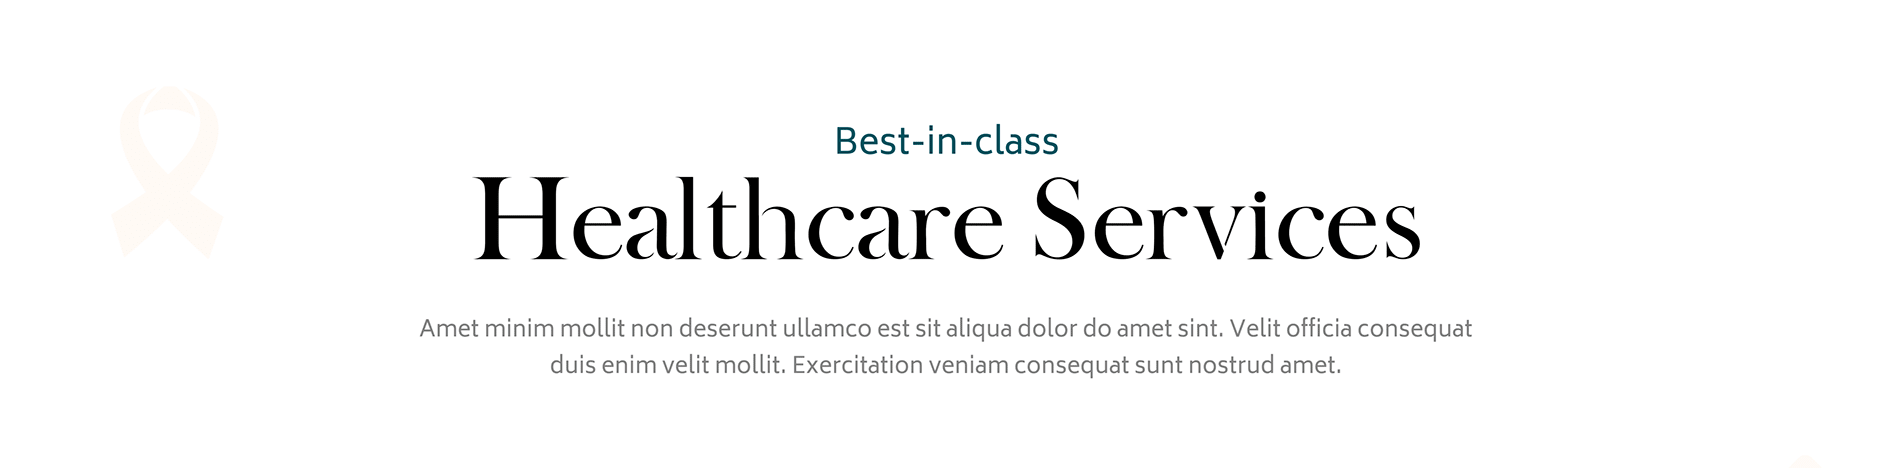 Best-in-class
Healthcare Services
Amet minim mollit non deserunt ullamco est sit aliqua dolor do amet sint. Velit officia consequat
duis enim velit mollit. Exercitation veniam consequat sunt nostrud amet.